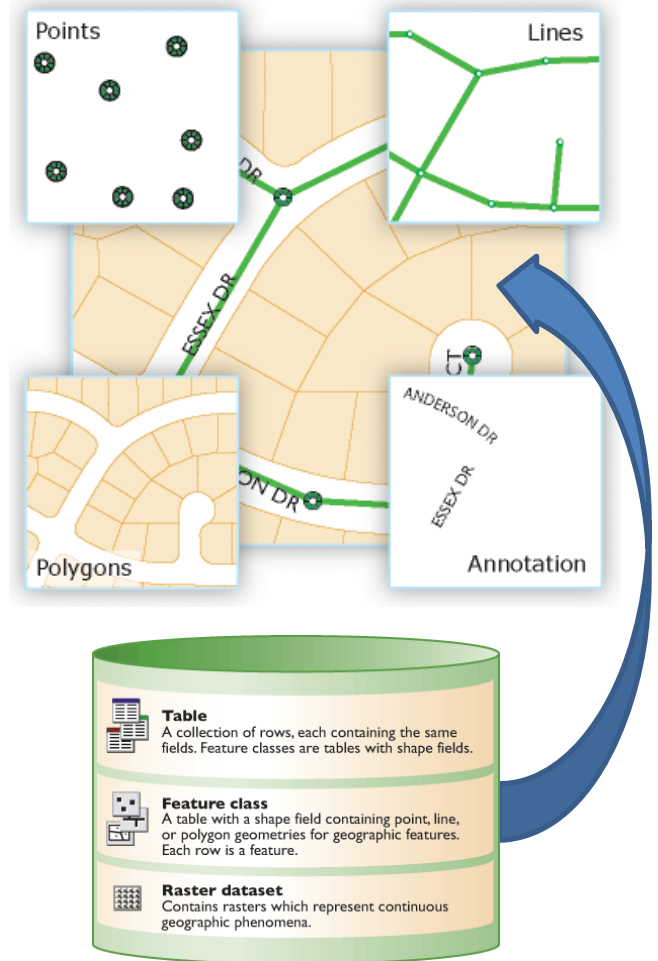 Points
Lines
DR
ESSEX DR
CT
ON DR
Polygons
ANDERSON DR
ESSEX DR
Annotation
Table
A collection of rows, each containing the same
fields. Feature classes are tables with shape fields.
Feature class
A table with a shape field containing point, line,
or polygon geometries for geographic features.
Each row is a feature.
Raster dataset
Contains rasters which represent continuous
geographic phenomena.